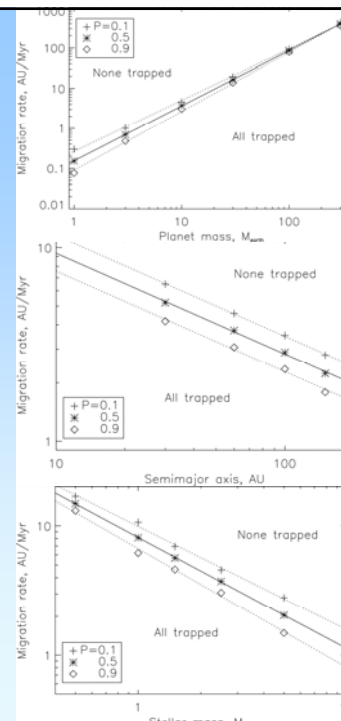 1000
P=0.1
0.5
0.9
None trapped
100
10
All trapped
1
0.1
0.01
Migration rate, AU/Myr
1 10 100
Planet mass, M_earth
10
None trapped
Migration rate, AU/Myr
All trapped
P=0.1
0.5
0.9
1
10 100
Semimajor axis, AU
10
None trapped
Migration rate, AU/Myr
All trapped
P=0.1
0.5
0.9
1
1
Stellar mass, M